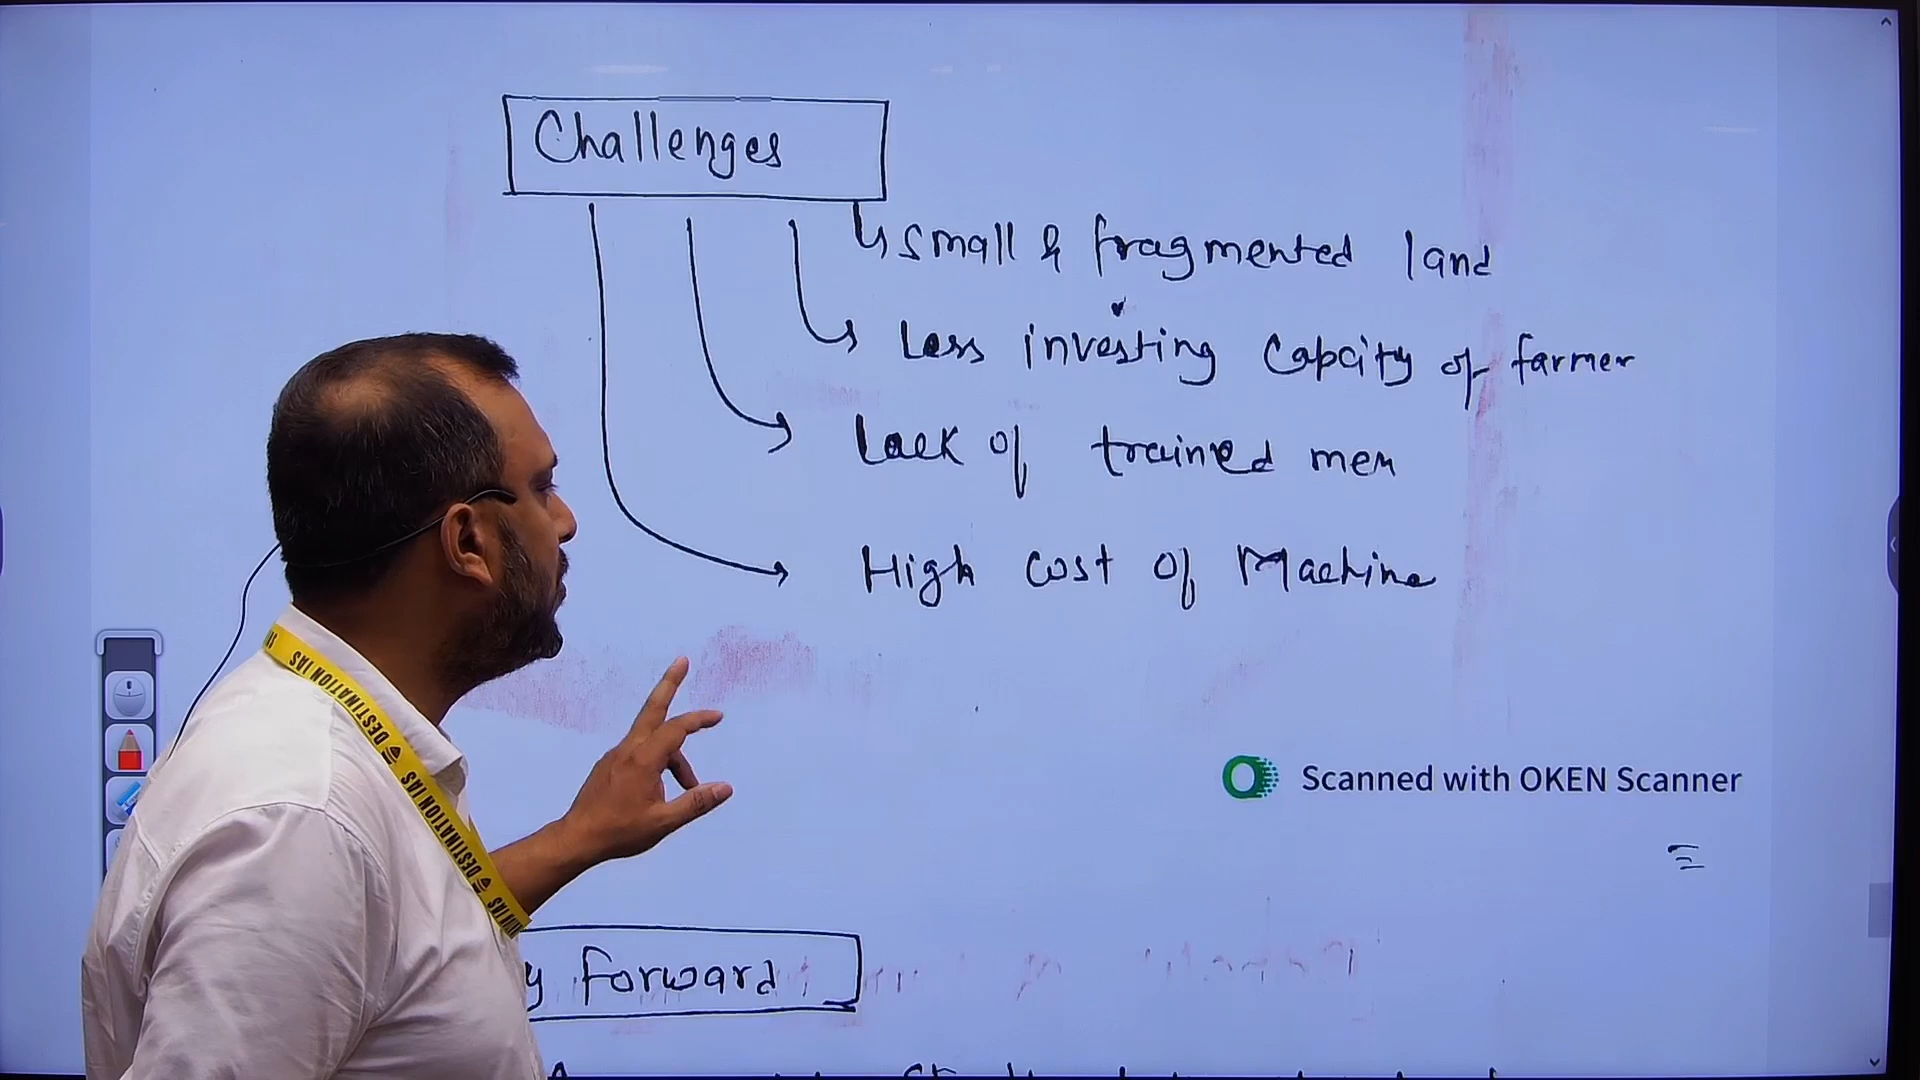 Challenges
Small & fragmented land
Less investing Capcity of farmer
Lack of trained men
High Cost of Machine
Scanned with OKEN Scanner
y forward
DESTINATION IAS
DESTINATION IAS